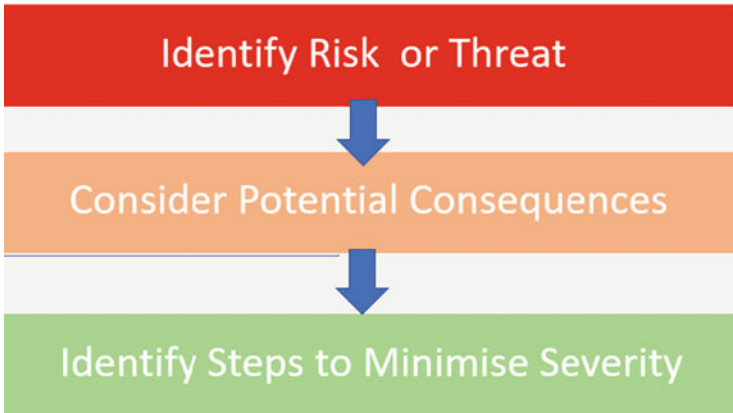 Identify Risk or Threat
Consider Potential Consequences
Identify Steps to Minimise Severity